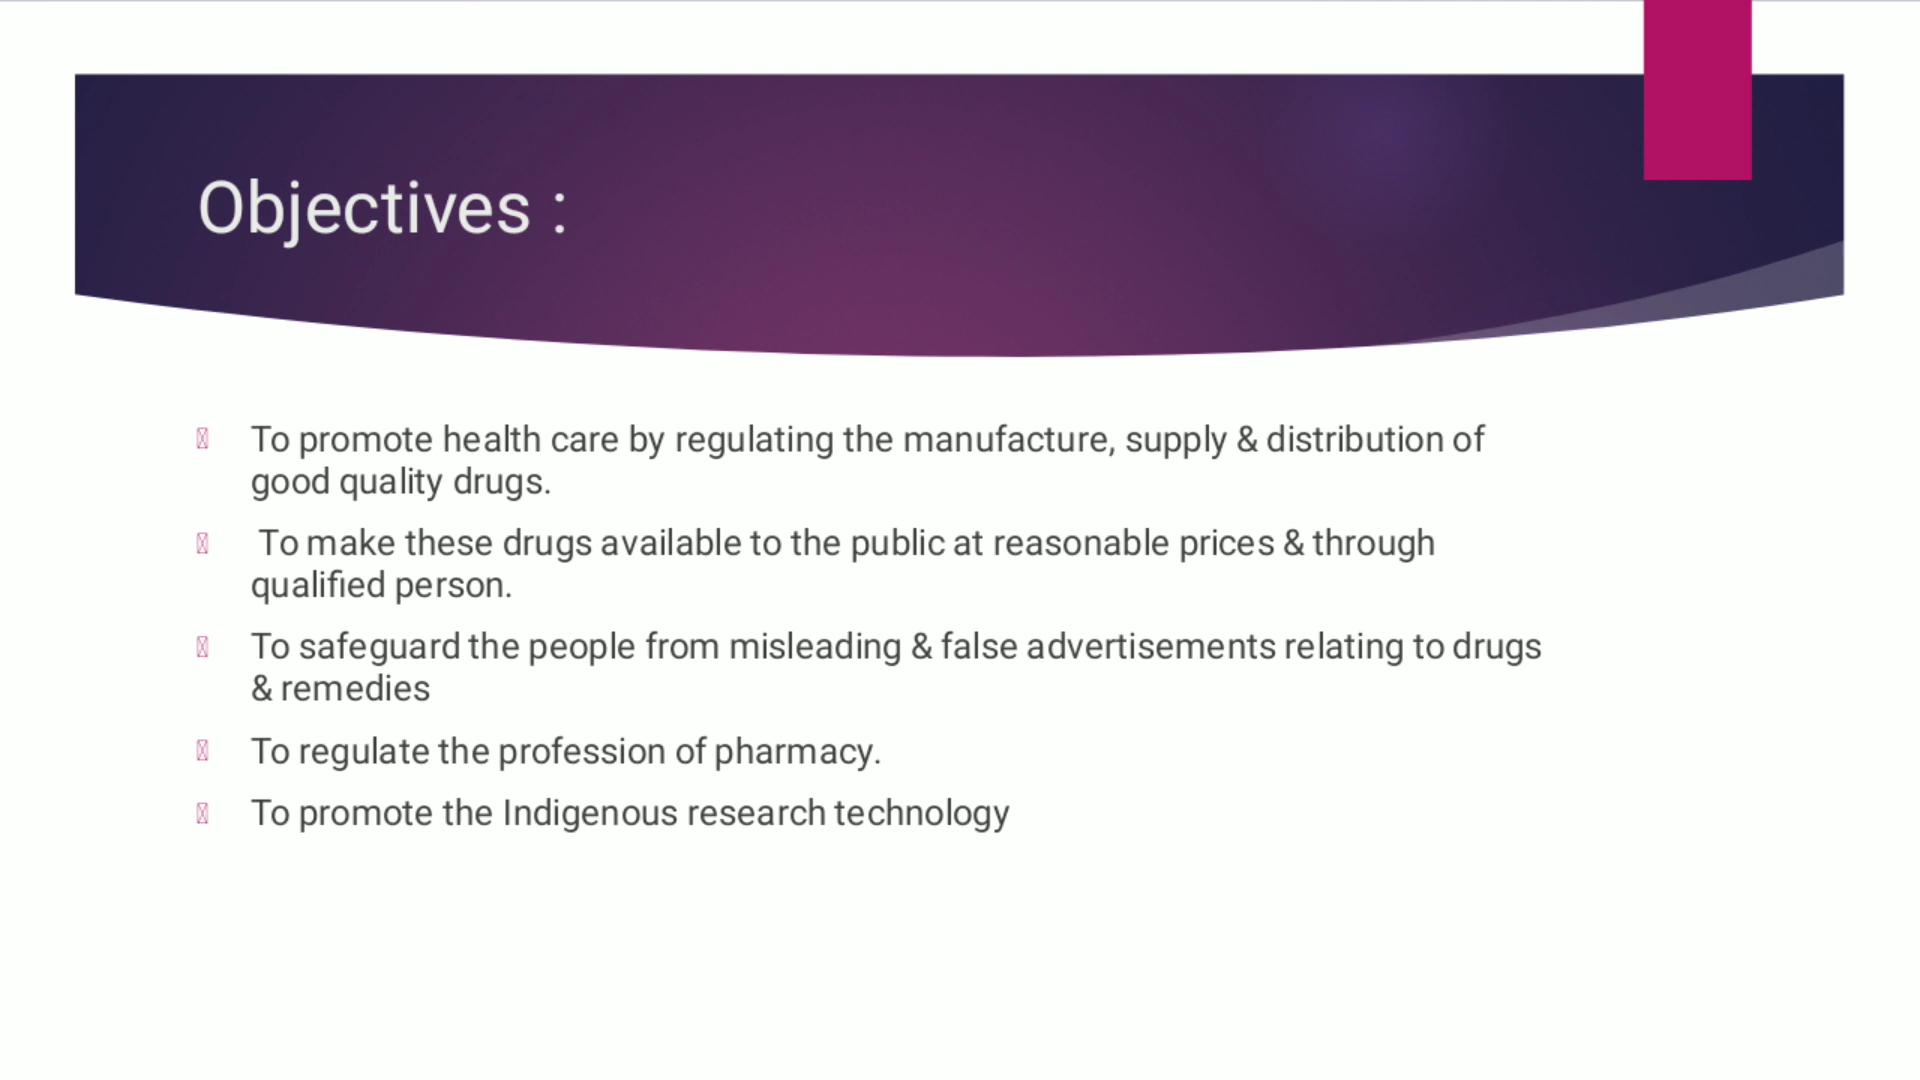 Objectives :
To promote health care by regulating the manufacture, supply & distribution of
good quality drugs.
To make these drugs available to the public at reasonable prices & through
qualified person.
To safeguard the people from misleading & false advertisements relating to drugs
& remedies
To regulate the profession of pharmacy.
To promote the Indigenous research technology